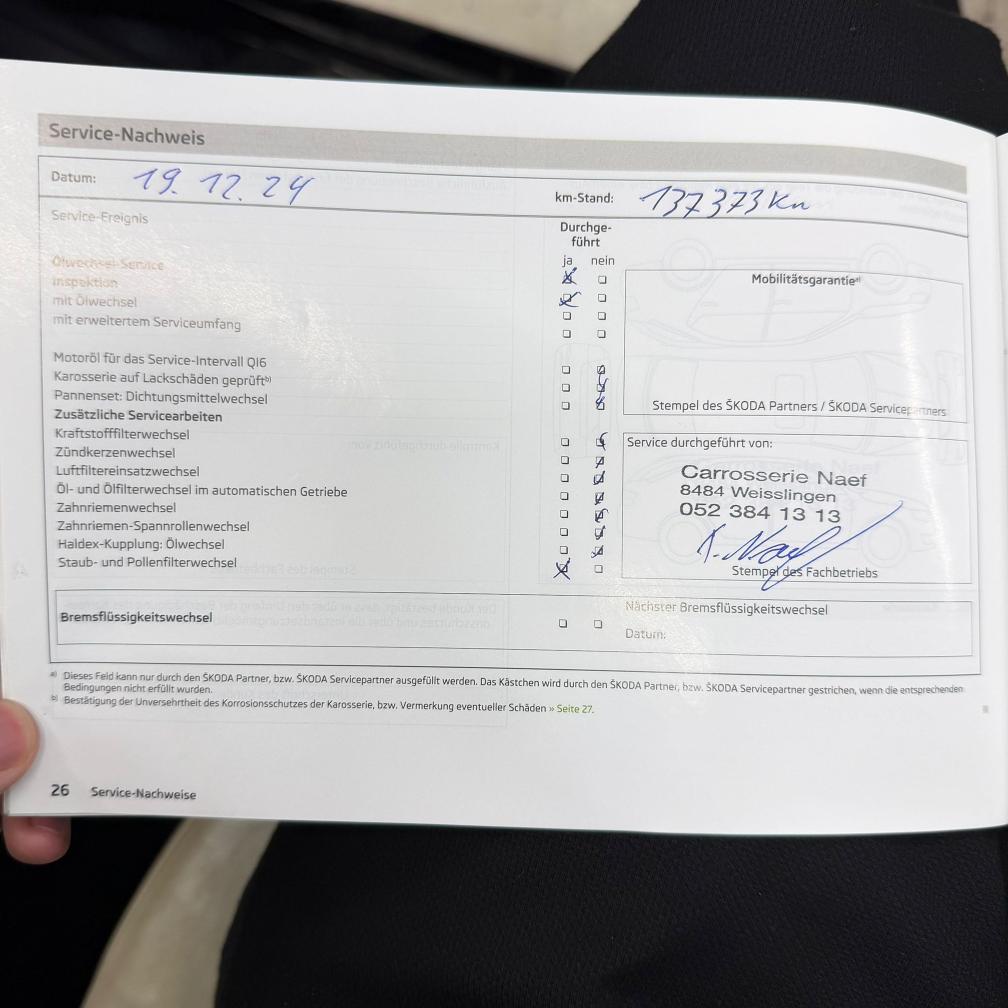 Service-Nachweis
Datum: 19. 12. 24
km-Stand: 137373 Km
Service-Ereignis
Durchge-
führt
ja nein
Ölwechsel-Service
Inspektion
mit Ölwechsel
mit erweitertem Serviceumfang
Motoröl für das Service-Intervall QI6
Karosserie auf Lackschäden geprüft b)
Pannenset: Dichtungsmittelwechsel
Zusätzliche Servicearbeiten
Kraftstofffilterwechsel
Zündkerzenwechsel
Luftfiltereinsatzwechsel
Öl- und Ölfilterwechsel im automatischen Getriebe
Zahnriemenwechsel
Zahnriemen-Spannrollenwechsel
Haldex-Kupplung: Ölwechsel
Staub- und Pollenfilterwechsel
Mobilitätsgarantie a)
Stempel des ŠKODA Partners / ŠKODA Servicepartners
Service durchgeführt von:
Carrosserie Naef
8484 Weisslingen
052 384 13 13
Stempel des Fachbetriebs
Bremsflüssigkeitswechsel
Nächster Bremsflüssigkeitswechsel
Datum:
a) Dieses Feld kann nur durch den ŠKODA Partner, bzw. ŠKODA Servicepartner ausgefüllt werden. Das Kästchen wird durch den ŠKODA Partner, bzw. ŠKODA Servicepartner gestrichen, wenn die entsprechenden
Bedingungen nicht erfüllt wurden.
b) Bestätigung der Unversehrtheit des Korrosionsschutzes der Karosserie, bzw. Vermerkung eventueller Schäden » Seite 27.
26 Service-Nachweise